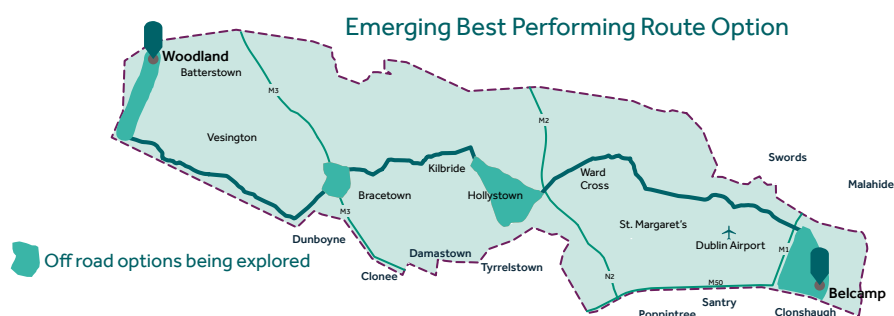 Emerging Best Performing Route Option
Woodland
Batterstown
M3
M2
Vesington
Swords
Kilbride
Ward
Cross
Malahide
Bracetown
Hollystown
M3
St. Margaret's
Dunboyne
Dublin Airport
M1
Damastown
Off road options being explored
Tyrrelstown
Clonee
N2
M50
Belcamp
Santry
Clonshaugh
Poppintree